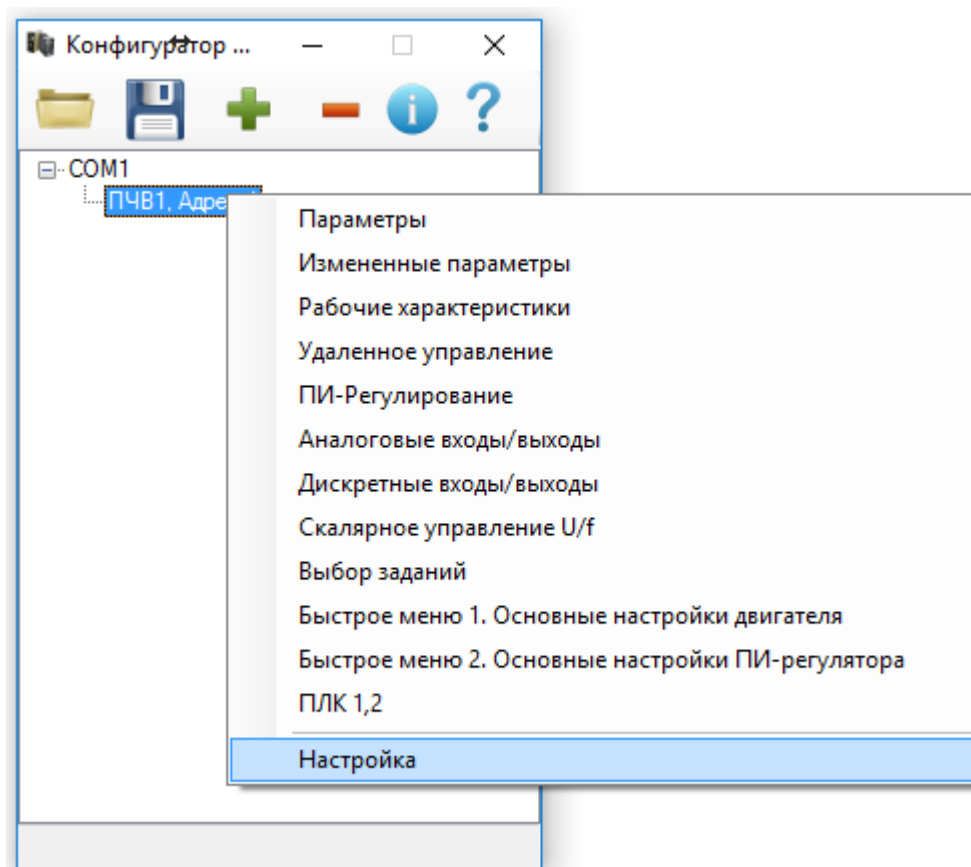 Конфигуратор ...
COM1
ПЧВ1, Адре
Параметры
Измененные параметры
Рабочие характеристики
Удаленное управление
ПИ-Регулирование
Аналоговые входы/выходы
Дискретные входы/выходы
Скалярное управление U/f
Выбор заданий
Быстрое меню 1. Основные настройки двигателя
Быстрое меню 2. Основные настройки ПИ-регулятора
ПЛК 1,2
Настройка